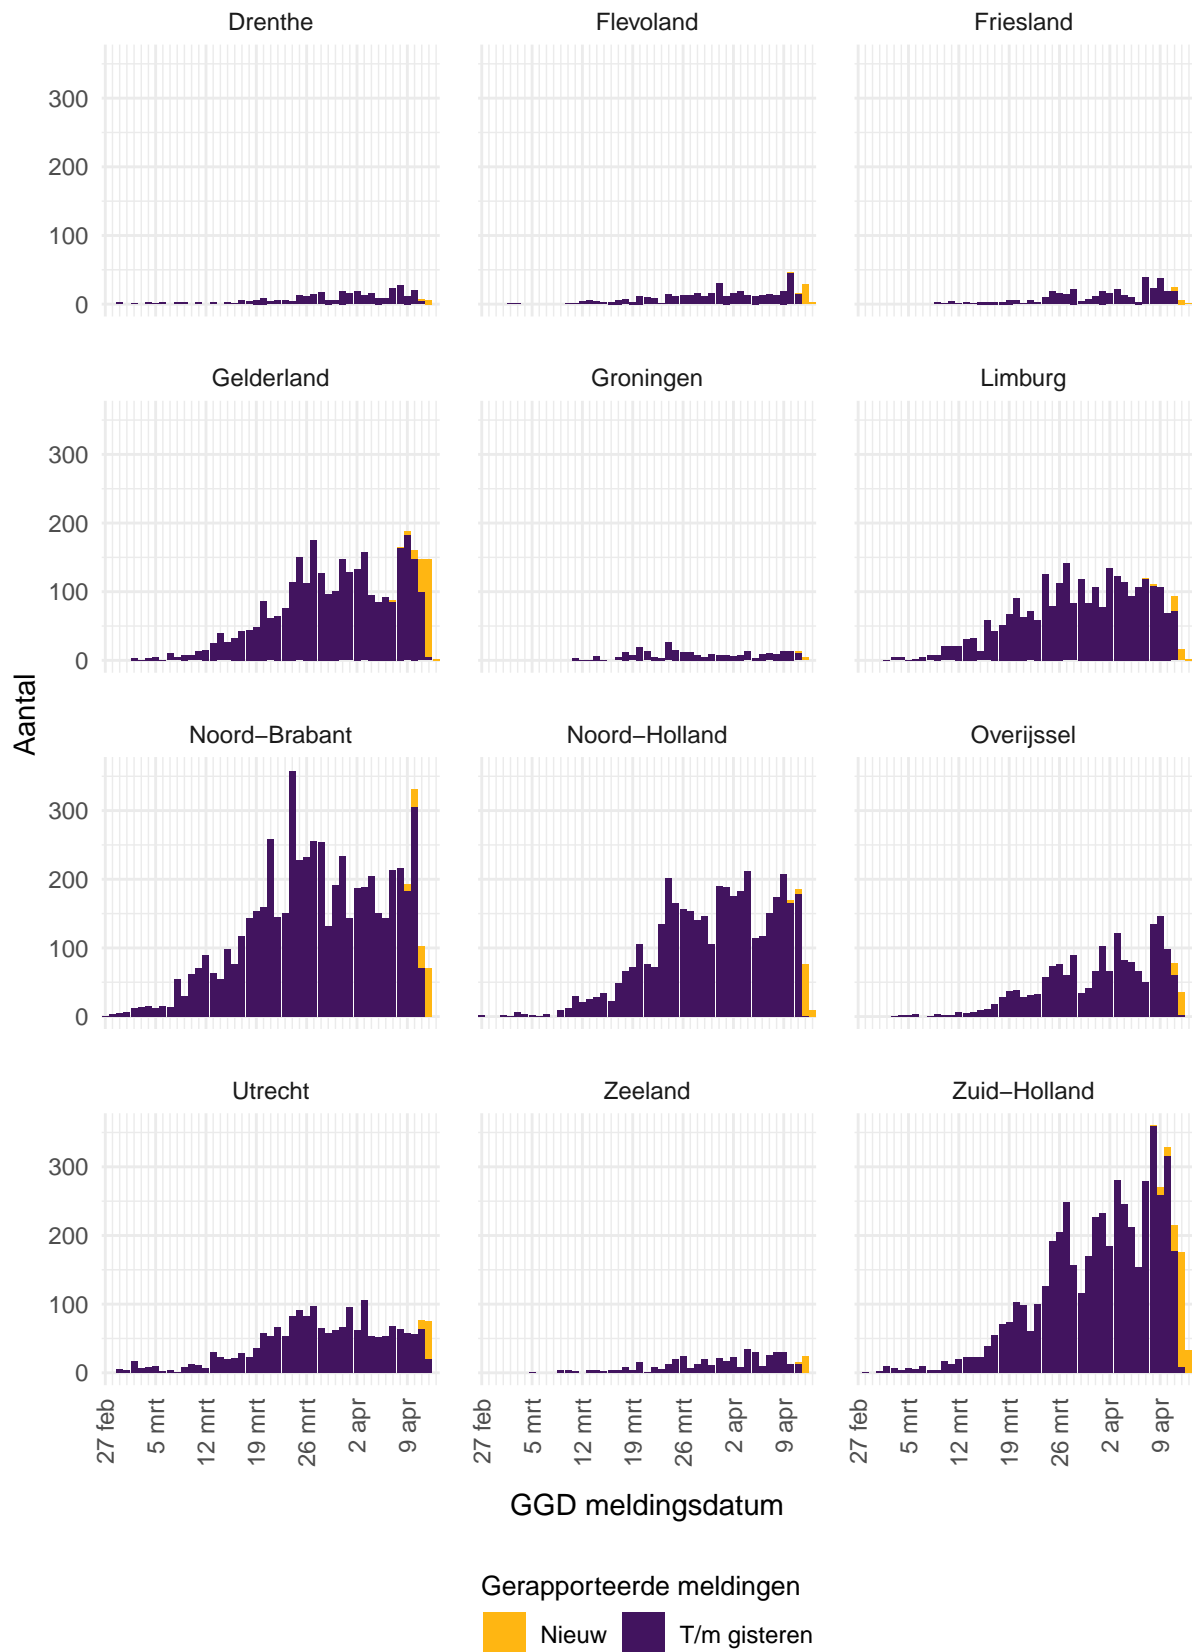 Drenthe Flevoland Friesland
300
200
100
0
Gelderland Groningen Limburg
300
200
100
0
Aantal
Noord−Brabant Noord−Holland Overijssel
300
200
100
0
Utrecht Zeeland Zuid−Holland
300
200
100
0
27 feb 5 mrt 12 mrt 19 mrt 26 mrt 2 apr 9 apr 27 feb 5 mrt 12 mrt 19 mrt 26 mrt 2 apr 9 apr 27 feb 5 mrt 12 mrt 19 mrt 26 mrt 2 apr 9 apr
GGD meldingsdatum
Gerapporteerde meldingen
Nieuw T/m gisteren